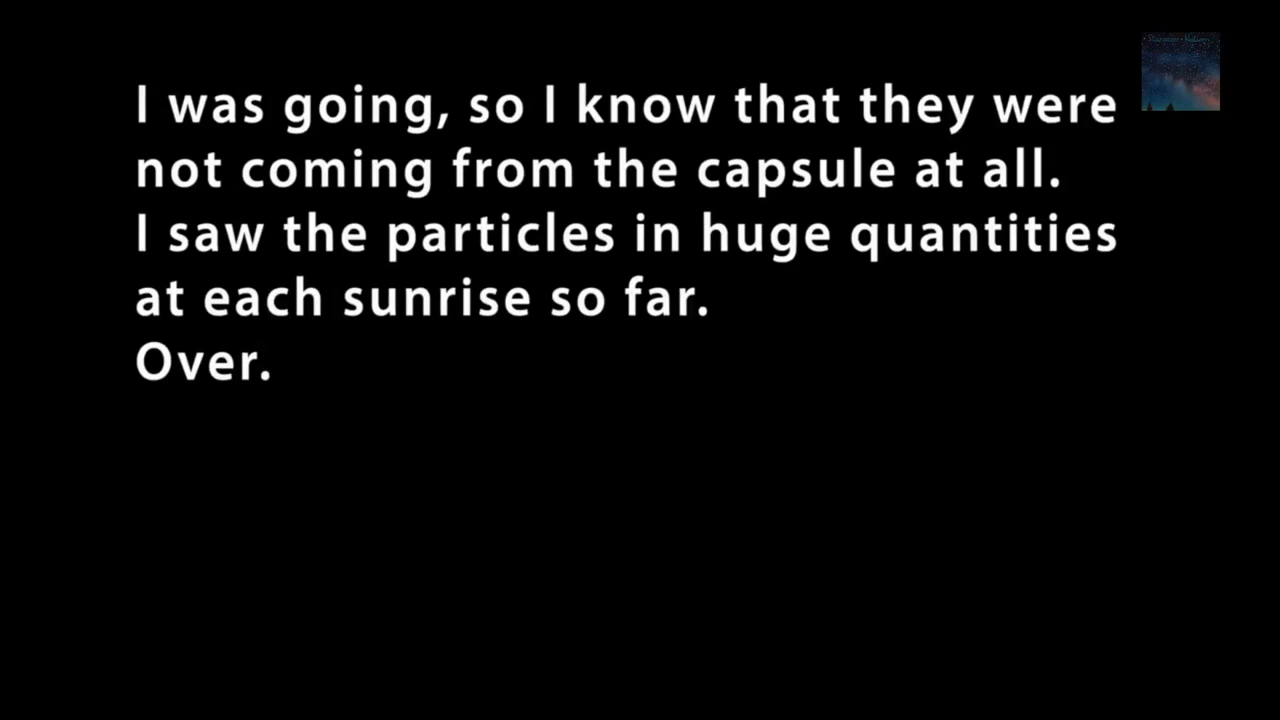 I was going, so I know that they were
not coming from the capsule at all.
I saw the particles in huge quantities
at each sunrise so far.
Over.